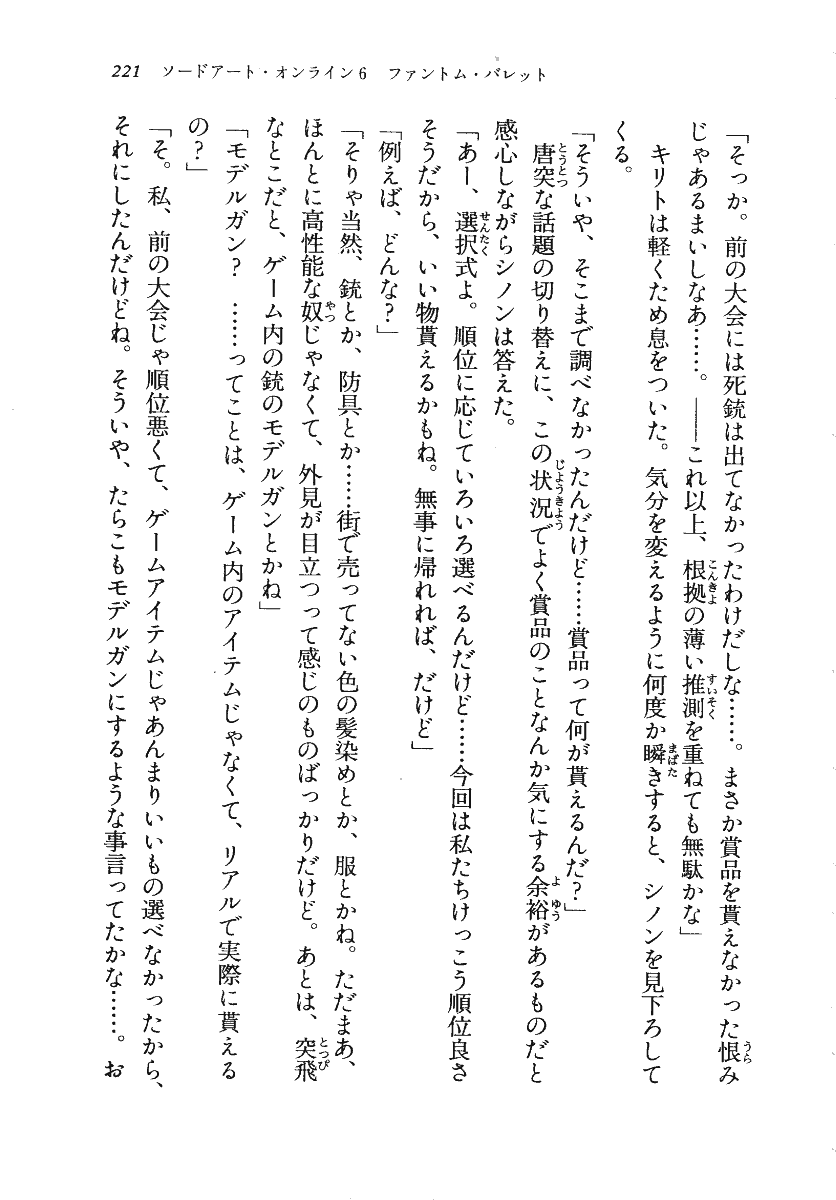 221　ソードアート・オンライン6　ファントム・バレット
「そっか。前の大会には死銃は出てなかったわけだしな……。まさか賞品を貰えなかった恨み
じゃあるまいしなあ……。――これ以上、根拠の薄い推測を重ねても無駄かな」
　キリトは軽くため息をついた。気分を変えるように何度か瞬きすると、シノンを見下ろして
くる。
「そういや、そこまで調べなかったんだけど……賞品って何が貰えるんだ？」
　唐突な話題の切り替えに、この状況でよく賞品のことなんか気にする余裕があるものだと
感心しながらシノンは答えた。
「あー、選択式よ。順位に応じていろいろ選べるんだけど……今回は私たちけっこう順位良さ
そうだから、いい物貰えるかもね。無事に帰れれば、だけど」
「例えば、どんな？」
「そりゃ当然、銃とか、防具とか……街で売ってない色の髪染めとか、服とかね。ただまあ、
ほんとに高性能な奴じゃなくて、外見が目立つって感じのものばっかりだけど。あとは、突飛
なとこだと、ゲーム内の銃のモデルガンとかね」
「モデルガン？　……ってことは、ゲーム内のアイテムじゃなくて、リアルで実際に貰える
の？」
「そ。私、前の大会じゃ順位悪くて、ゲームアイテムじゃあんまりいいもの選べなかったから、
それにしたんだけどね。そういや、たらこもモデルガンにするような事言ってたかな……。お